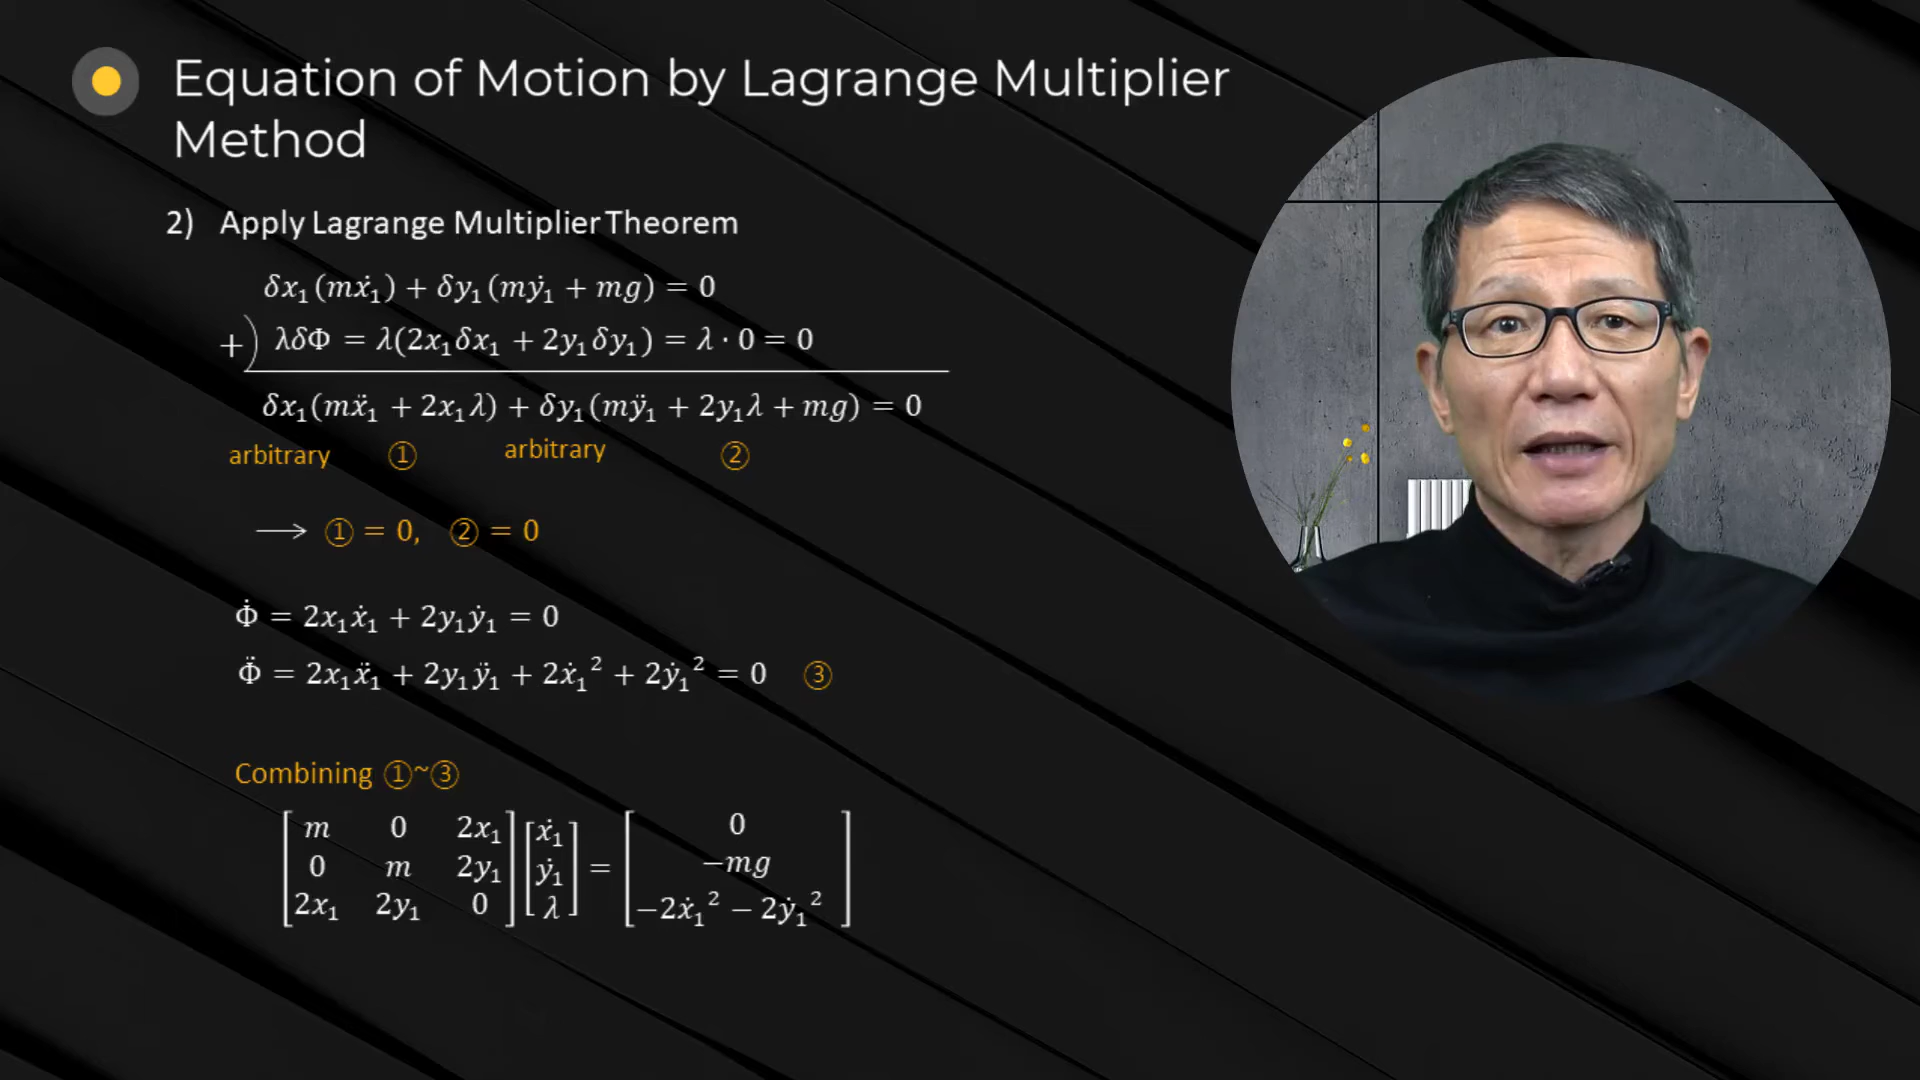 Equation of Motion by Lagrange Multiplier
Method
2) Apply Lagrange Multiplier Theorem
δx₁(mẋ₁) + δy₁(mẏ₁ + mg) = 0
+) λδΦ = λ(2x₁δx₁ + 2y₁δy₁) = λ · 0 = 0
δx₁(mẍ₁ + 2x₁λ) + δy₁(mÿ₁ + 2y₁λ + mg) = 0
arbitrary ① arbitrary ②
→ ① = 0, ② = 0
Φ̇ = 2x₁ẋ₁ + 2y₁ẏ₁ = 0
Φ̈ = 2x₁ẍ₁ + 2y₁ÿ₁ + 2ẋ₁² + 2ẏ₁² = 0 ③
Combining ①~③
[m 0 2x₁] [ẋ₁] [0]
[0 m 2y₁] [ẏ₁] = [−mg]
[2x₁ 2y₁ 0] [λ] [−2ẋ₁² − 2ẏ₁²]